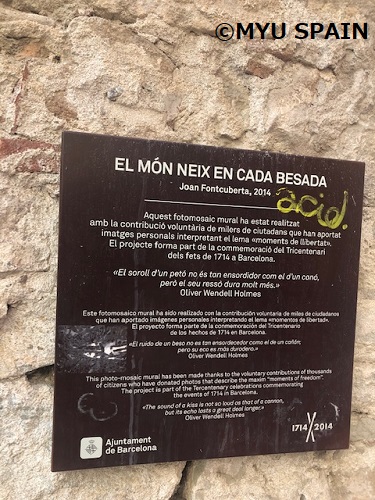 ©MYU SPAIN
EL MÓN NEIX EN CADA BESADA
Joan Fontcuberta, 2014
acid.
Aquest fotomosaic mural ha estat realitzat
amb la contribució voluntària de milers de ciutadans que han aportat
imatges personals interpretant el lema «moments de llibertat».
El projecte forma part de la commemoració del Tricentenari
dels fets de 1714 a Barcelona.
«El soroll d'un petó no és tan ensordidor com el d'un canó,
però el seu ressò dura molt més.»
Oliver Wendell Holmes
Este fotomosaico mural ha sido realizado con la contribución voluntaria de miles de ciudadanos
que han aportado imágenes personales interpretando el lema «momentos de libertad».
El proyecto forma parte de la conmemoración del Tricentenario
de los hechos de 1714 en Barcelona.
«El ruido de un beso no es tan ensordecedor como el de un cañón;
pero su eco es más duradero.»
Oliver Wendell Holmes
This photo-mosaic mural has been made thanks to the voluntary contributions of thousands
of citizens who have donated photos that describe the maxim "moments of freedom".
The project is part of the Tercentenary celebrations commemorating
the events of 1714 in Barcelona.
«The sound of a kiss is not so loud as that of a cannon,
but its echo lasts a great deal longer.»
Oliver Wendell Holmes
Ajuntament
de Barcelona
1714 2014